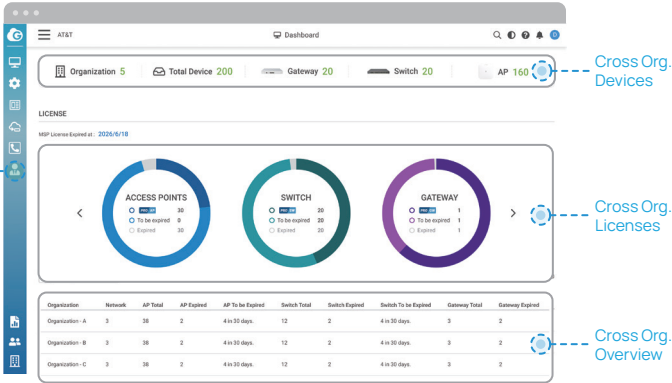 AT&T
Dashboard
Organization 5
Total Device 200
Gateway 20
Switch 20
AP 160
Cross Org.
Devices
LICENSE
MSP License Expired at : 2026/6/18
ACCESS POINTS
30
To be expired 0
Expired 30
SWITCH
20
To be expired 20
Expired 20
GATEWAY
1
To be expired 1
Expired 1
Cross Org.
Licenses
Organization Network AP Total AP Expired AP To be Expired Switch Total Switch Expired Switch To be Expired Gateway Total Gateway Expired
Organization - A 3 38 2 4 in 30 days. 12 2 4 in 30 days. 3 2
Organization - B 3 38 2 4 in 30 days. 12 2 4 in 30 days. 3 2
Organization - C 3 38 2 4 in 30 days. 12 2 4 in 30 days. 3 2
Cross Org.
Overview